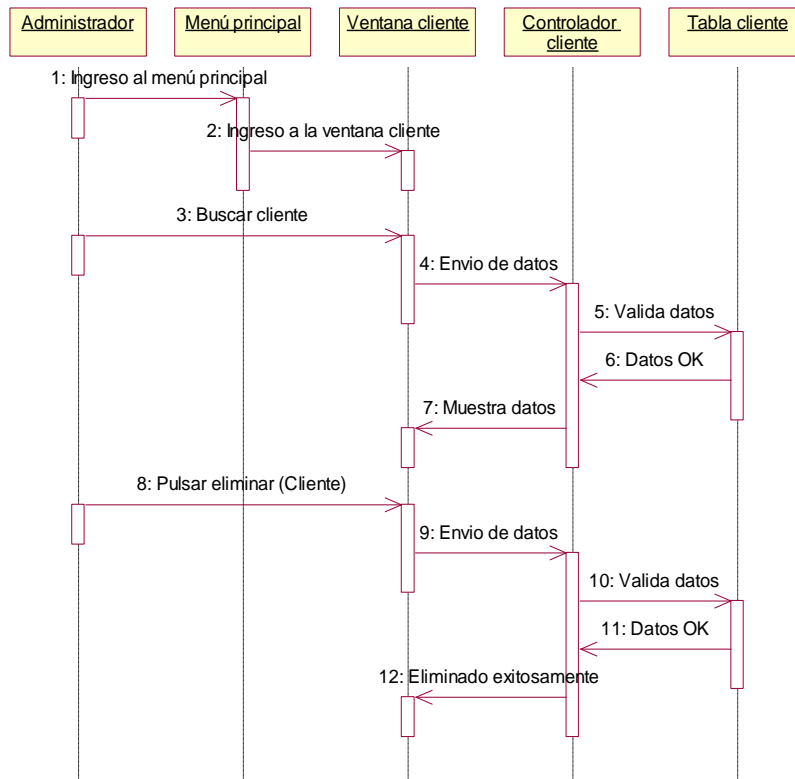 Administrador
Menú principal
Ventana cliente
Controlador
cliente
Tabla cliente
1: Ingreso al menú principal
2: Ingreso a la ventana cliente
3: Buscar cliente
4: Envio de datos
5: Valida datos
6: Datos OK
7: Muestra datos
8: Pulsar eliminar (Cliente)
9: Envio de datos
10: Valida datos
11: Datos OK
12: Eliminado exitosamente